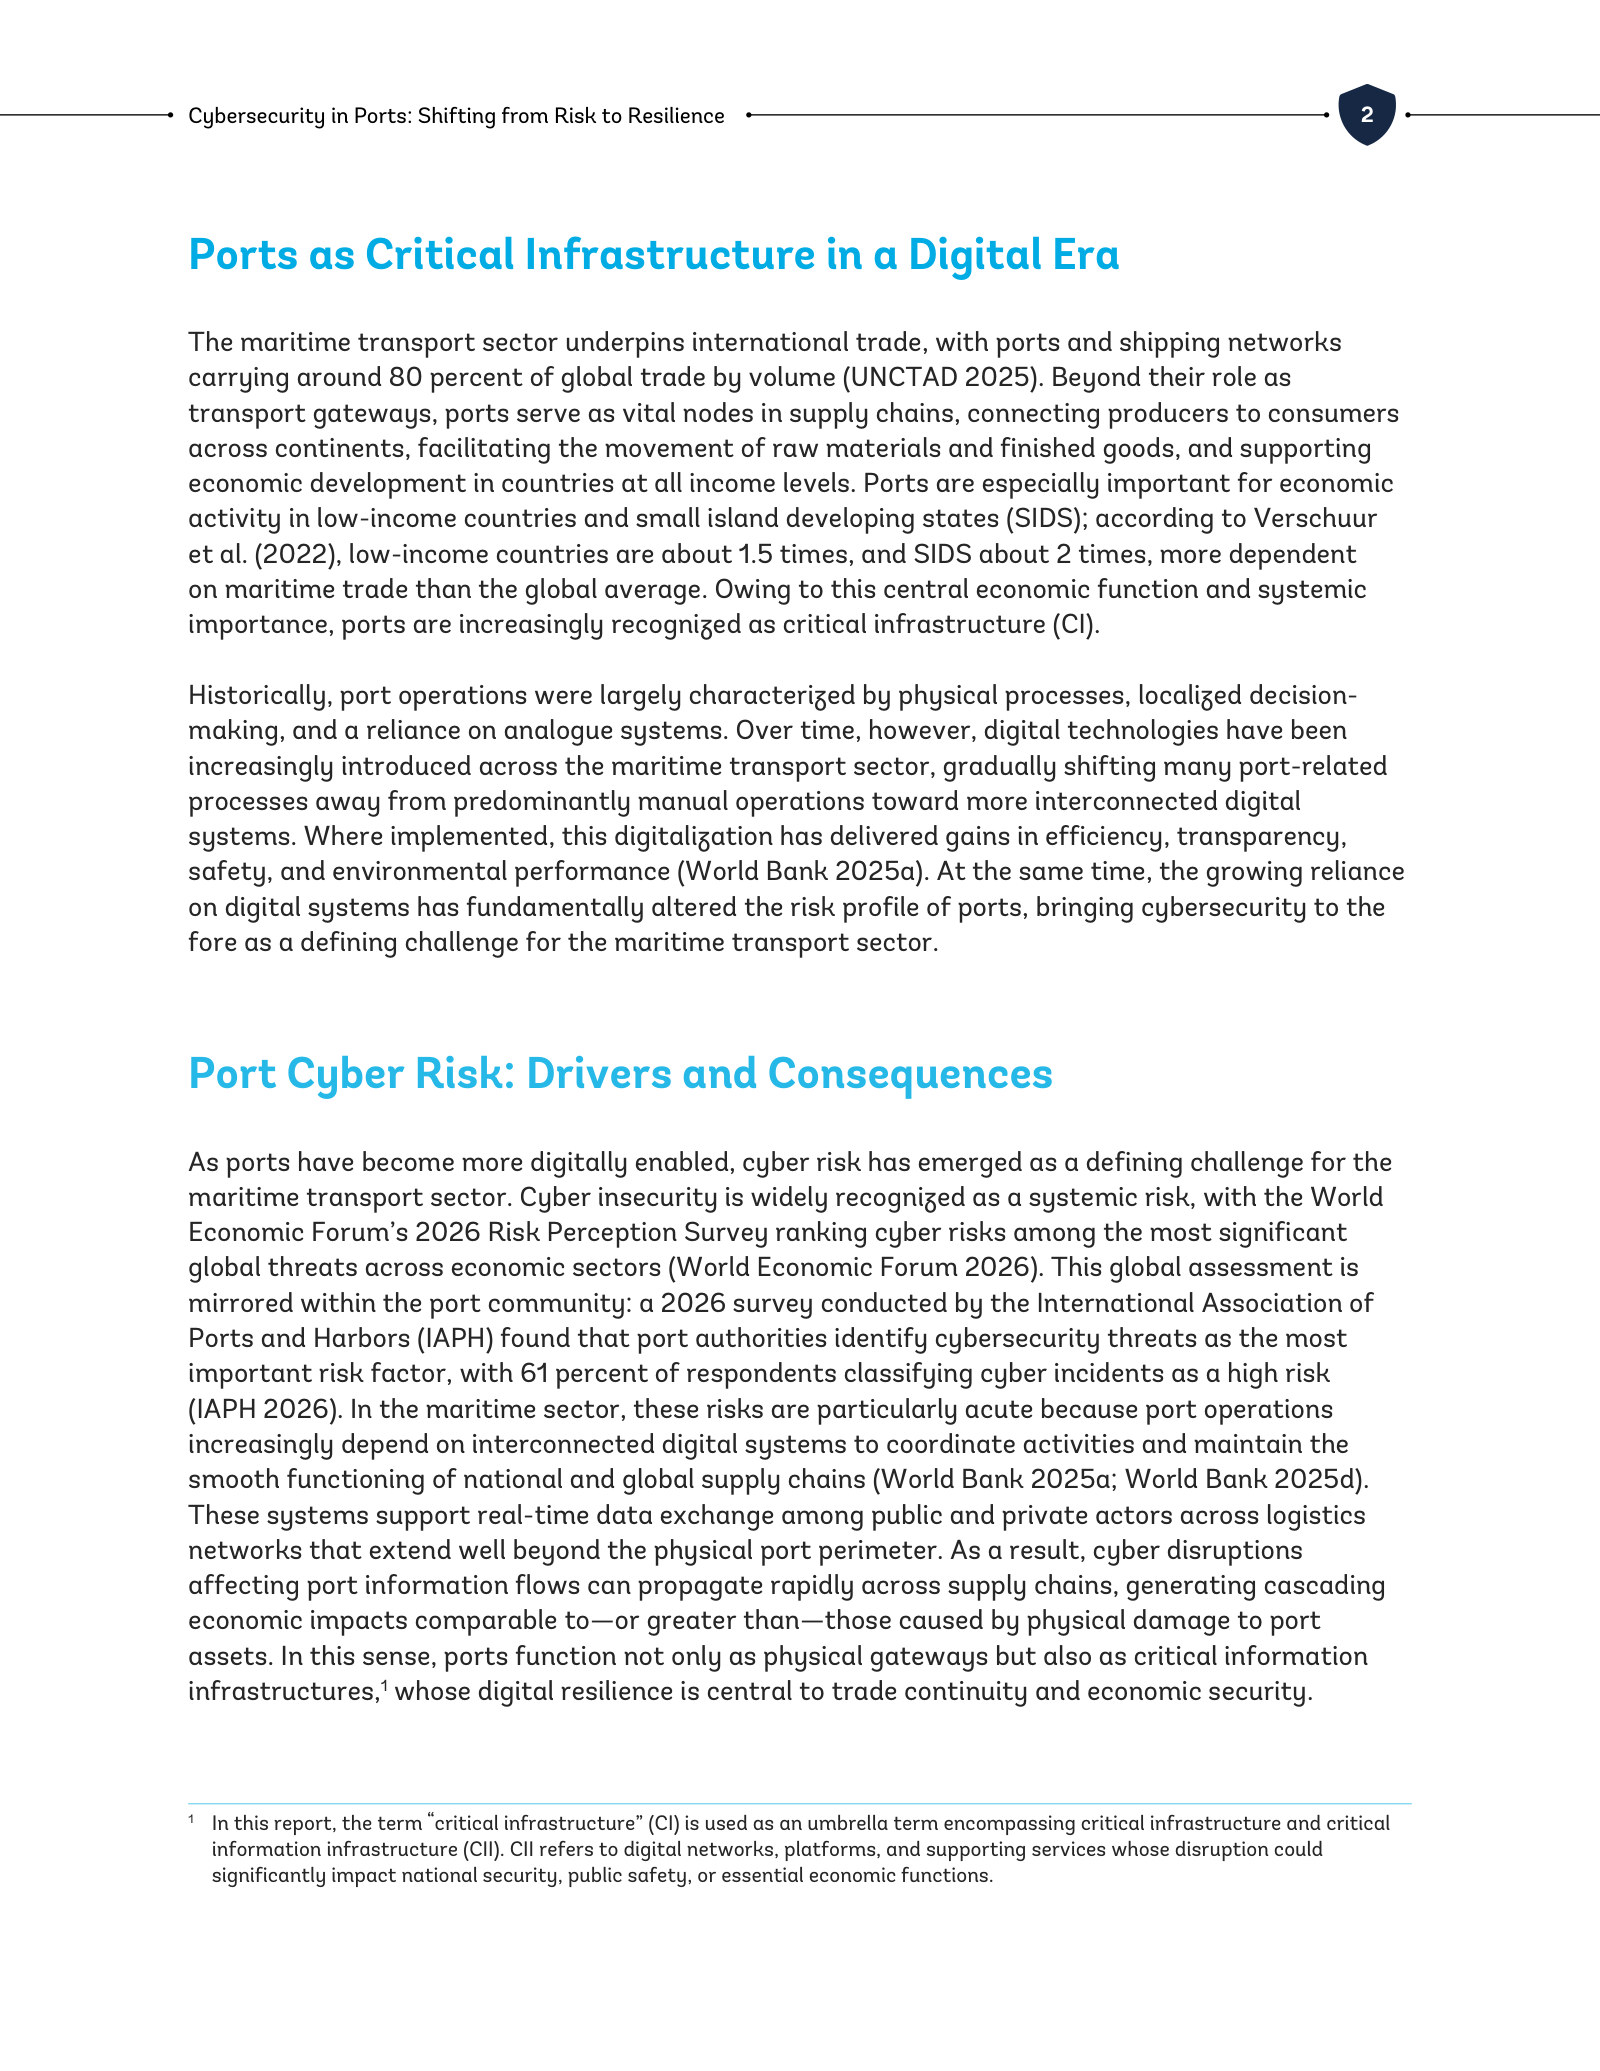 Cybersecurity in Ports: Shifting from Risk to Resilience
2
Ports as Critical Infrastructure in a Digital Era
The maritime transport sector underpins international trade, with ports and shipping networks
carrying around 80 percent of global trade by volume (UNCTAD 2025). Beyond their role as
transport gateways, ports serve as vital nodes in supply chains, connecting producers to consumers
across continents, facilitating the movement of raw materials and finished goods, and supporting
economic development in countries at all income levels. Ports are especially important for economic
activity in low-income countries and small island developing states (SIDS); according to Verschuur
et al. (2022), low-income countries are about 1.5 times, and SIDS about 2 times, more dependent
on maritime trade than the global average. Owing to this central economic function and systemic
importance, ports are increasingly recognized as critical infrastructure (CI).
Historically, port operations were largely characterized by physical processes, localized decision-
making, and a reliance on analogue systems. Over time, however, digital technologies have been
increasingly introduced across the maritime transport sector, gradually shifting many port-related
processes away from predominantly manual operations toward more interconnected digital
systems. Where implemented, this digitalization has delivered gains in efficiency, transparency,
safety, and environmental performance (World Bank 2025a). At the same time, the growing reliance
on digital systems has fundamentally altered the risk profile of ports, bringing cybersecurity to the
fore as a defining challenge for the maritime transport sector.
Port Cyber Risk: Drivers and Consequences
As ports have become more digitally enabled, cyber risk has emerged as a defining challenge for the
maritime transport sector. Cyber insecurity is widely recognized as a systemic risk, with the World
Economic Forum’s 2026 Risk Perception Survey ranking cyber risks among the most significant
global threats across economic sectors (World Economic Forum 2026). This global assessment is
mirrored within the port community: a 2026 survey conducted by the International Association of
Ports and Harbors (IAPH) found that port authorities identify cybersecurity threats as the most
important risk factor, with 61 percent of respondents classifying cyber incidents as a high risk
(IAPH 2026). In the maritime sector, these risks are particularly acute because port operations
increasingly depend on interconnected digital systems to coordinate activities and maintain the
smooth functioning of national and global supply chains (World Bank 2025a; World Bank 2025d).
These systems support real-time data exchange among public and private actors across logistics
networks that extend well beyond the physical port perimeter. As a result, cyber disruptions
affecting port information flows can propagate rapidly across supply chains, generating cascading
economic impacts comparable to—or greater than—those caused by physical damage to port
assets. In this sense, ports function not only as physical gateways but also as critical information
infrastructures,¹ whose digital resilience is central to trade continuity and economic security.
¹ In this report, the term “critical infrastructure” (CI) is used as an umbrella term encompassing critical infrastructure and critical
information infrastructure (CII). CII refers to digital networks, platforms, and supporting services whose disruption could
significantly impact national security, public safety, or essential economic functions.